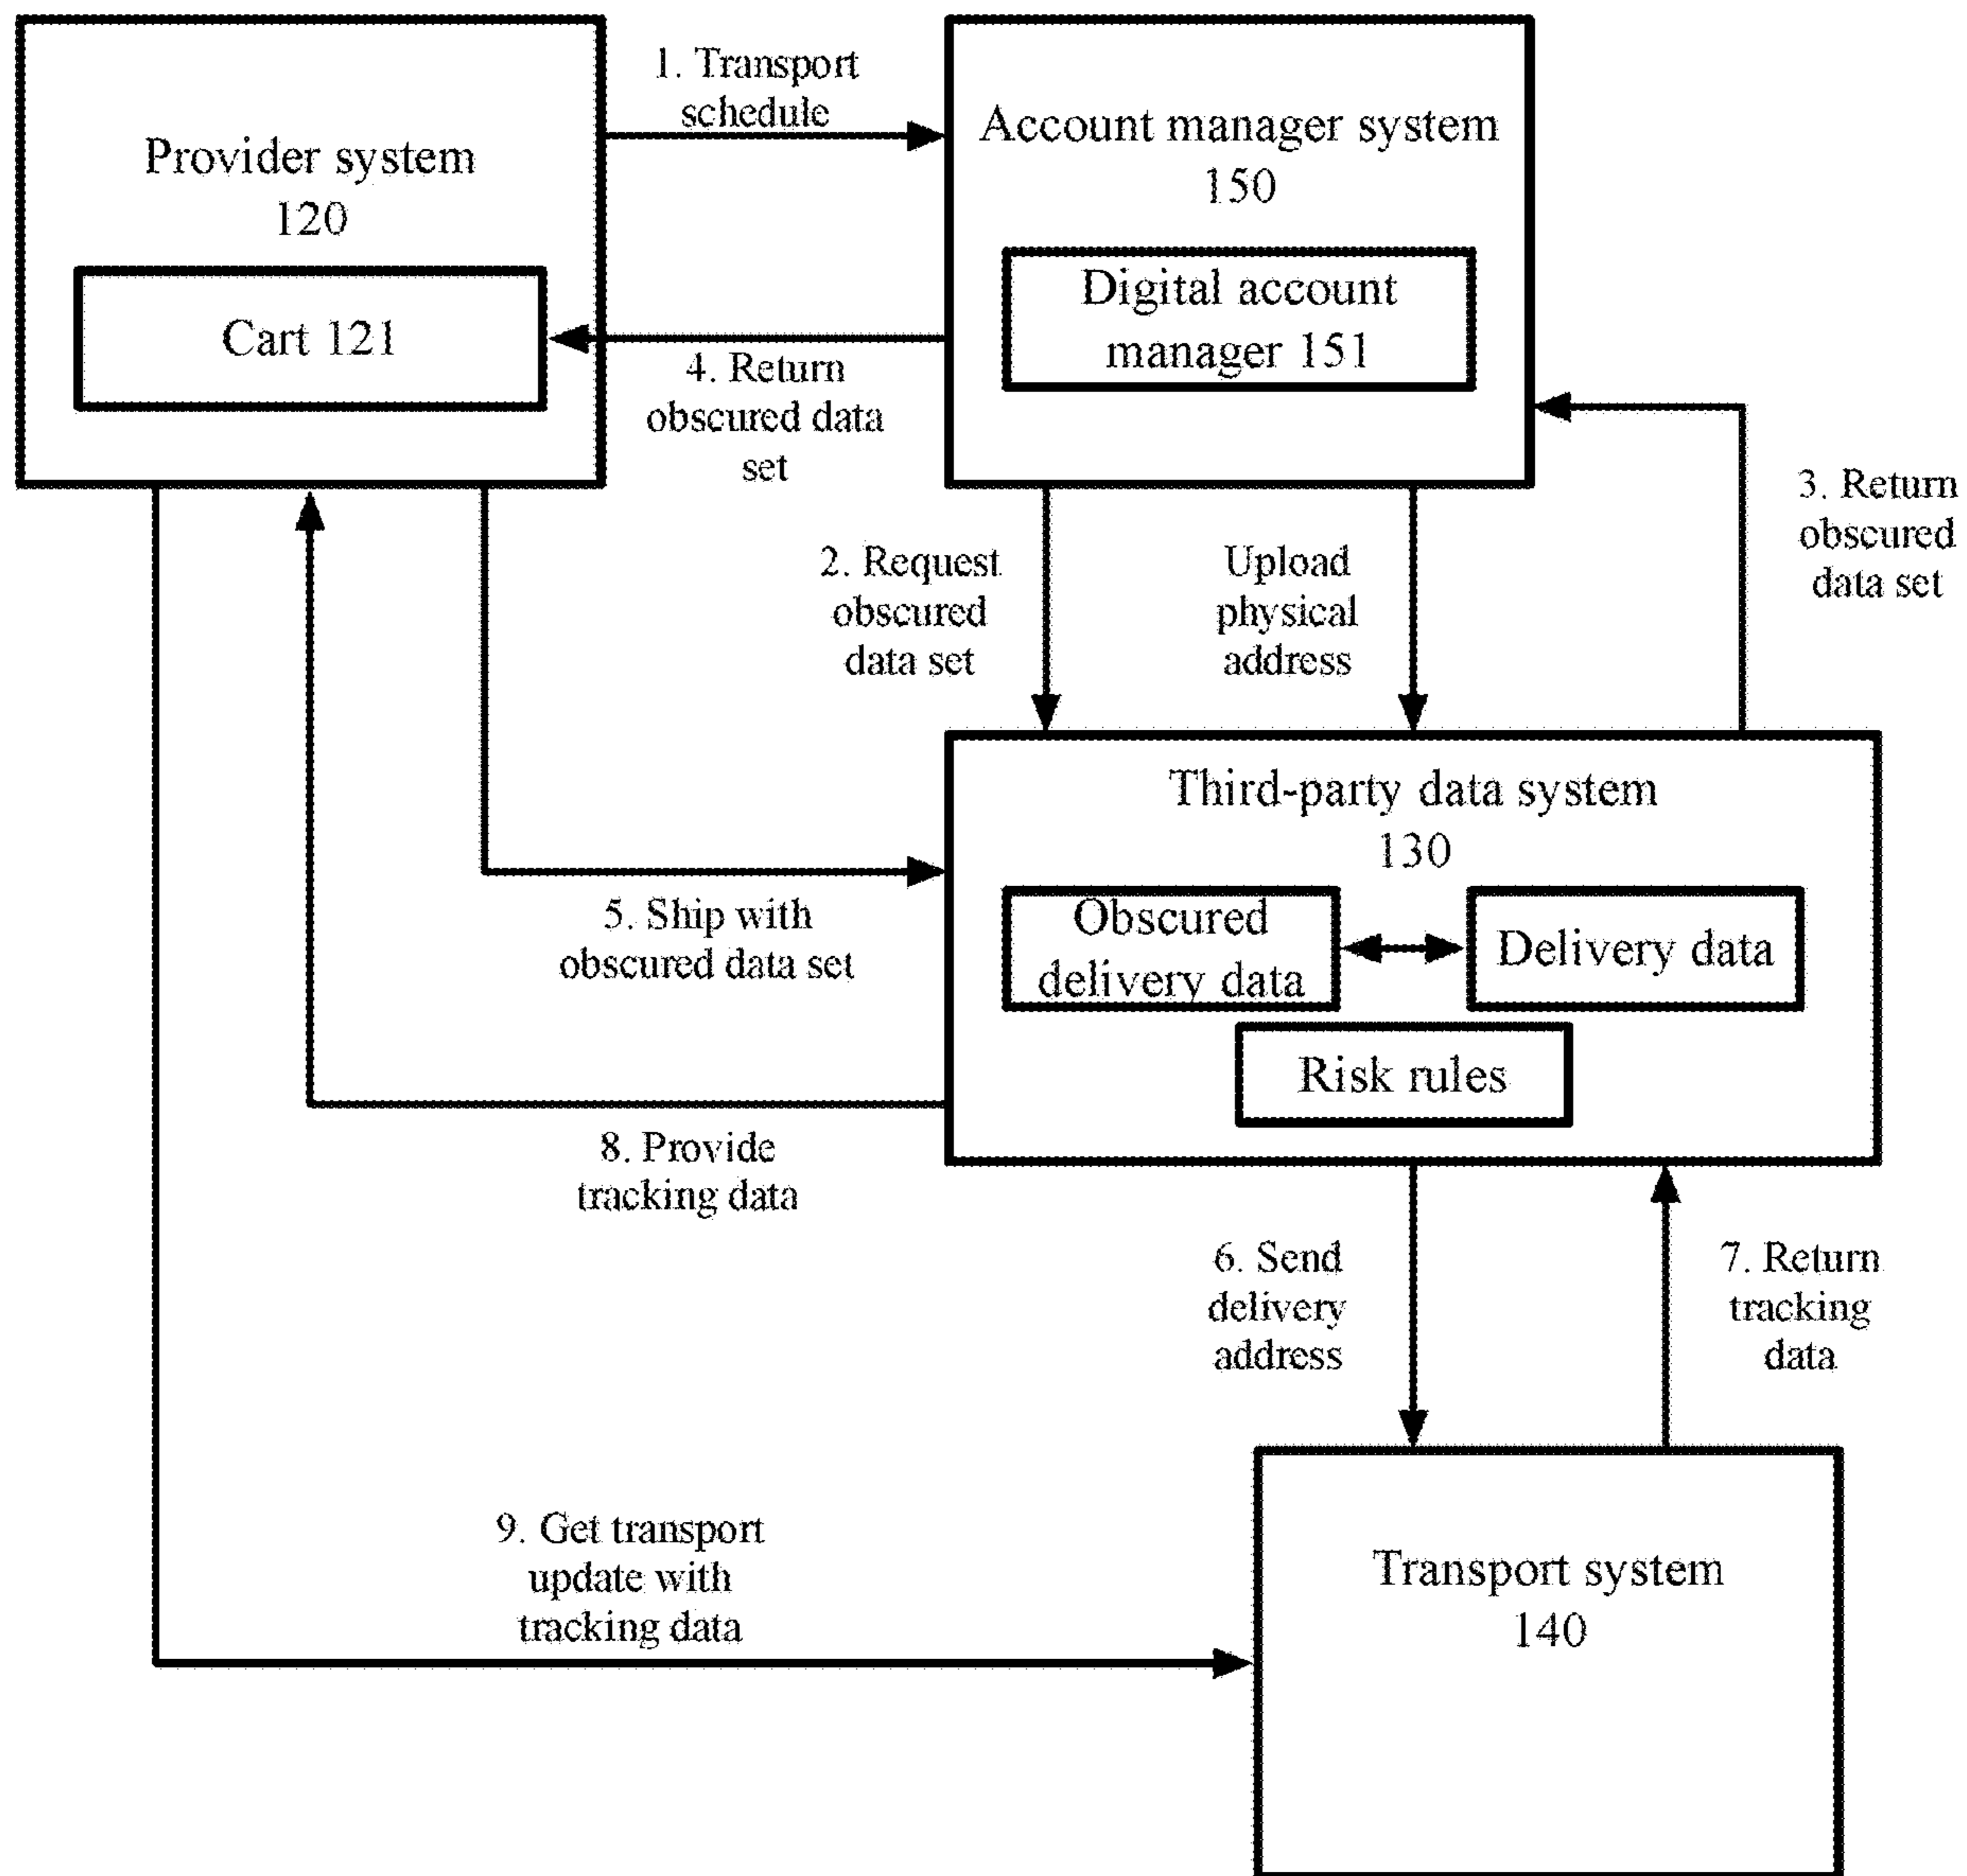 1. Transport
schedule
Provider system
120
Cart 121
Account manager system
150
Digital account
manager 151
4. Return
obscured data
set
3. Return
obscured
data set
2. Request
obscured
data set
Upload
physical
address
Third-party data system
130
Obscured
delivery data
Delivery data
Risk rules
5. Ship with
obscured data set
8. Provide
tracking data
6. Send
delivery
address
7. Return
tracking
data
9. Get transport
update with
tracking data
Transport system
140